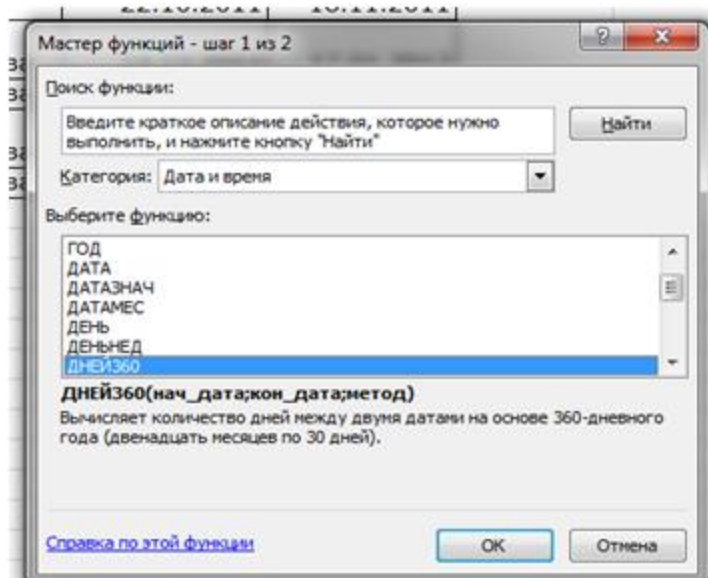 Мастер функций - шаг 1 из 2
Поиск функции:
Введите краткое описание действия, которое нужно
выполнить, и нажмите кнопку "Найти"
Найти
Категория: Дата и время
Выберите функцию:
ГОД
ДАТА
ДАТАЗНАЧ
ДАТАМЕС
ДЕНЬ
ДЕНЬНЕД
ДНЕЙ360
ДНЕЙ360(нач_дата;кон_дата;метод)
Вычисляет количество дней между двумя датами на основе 360-дневного
года (двенадцать месяцев по 30 дней).
Справка по этой функции
ОК
Отмена